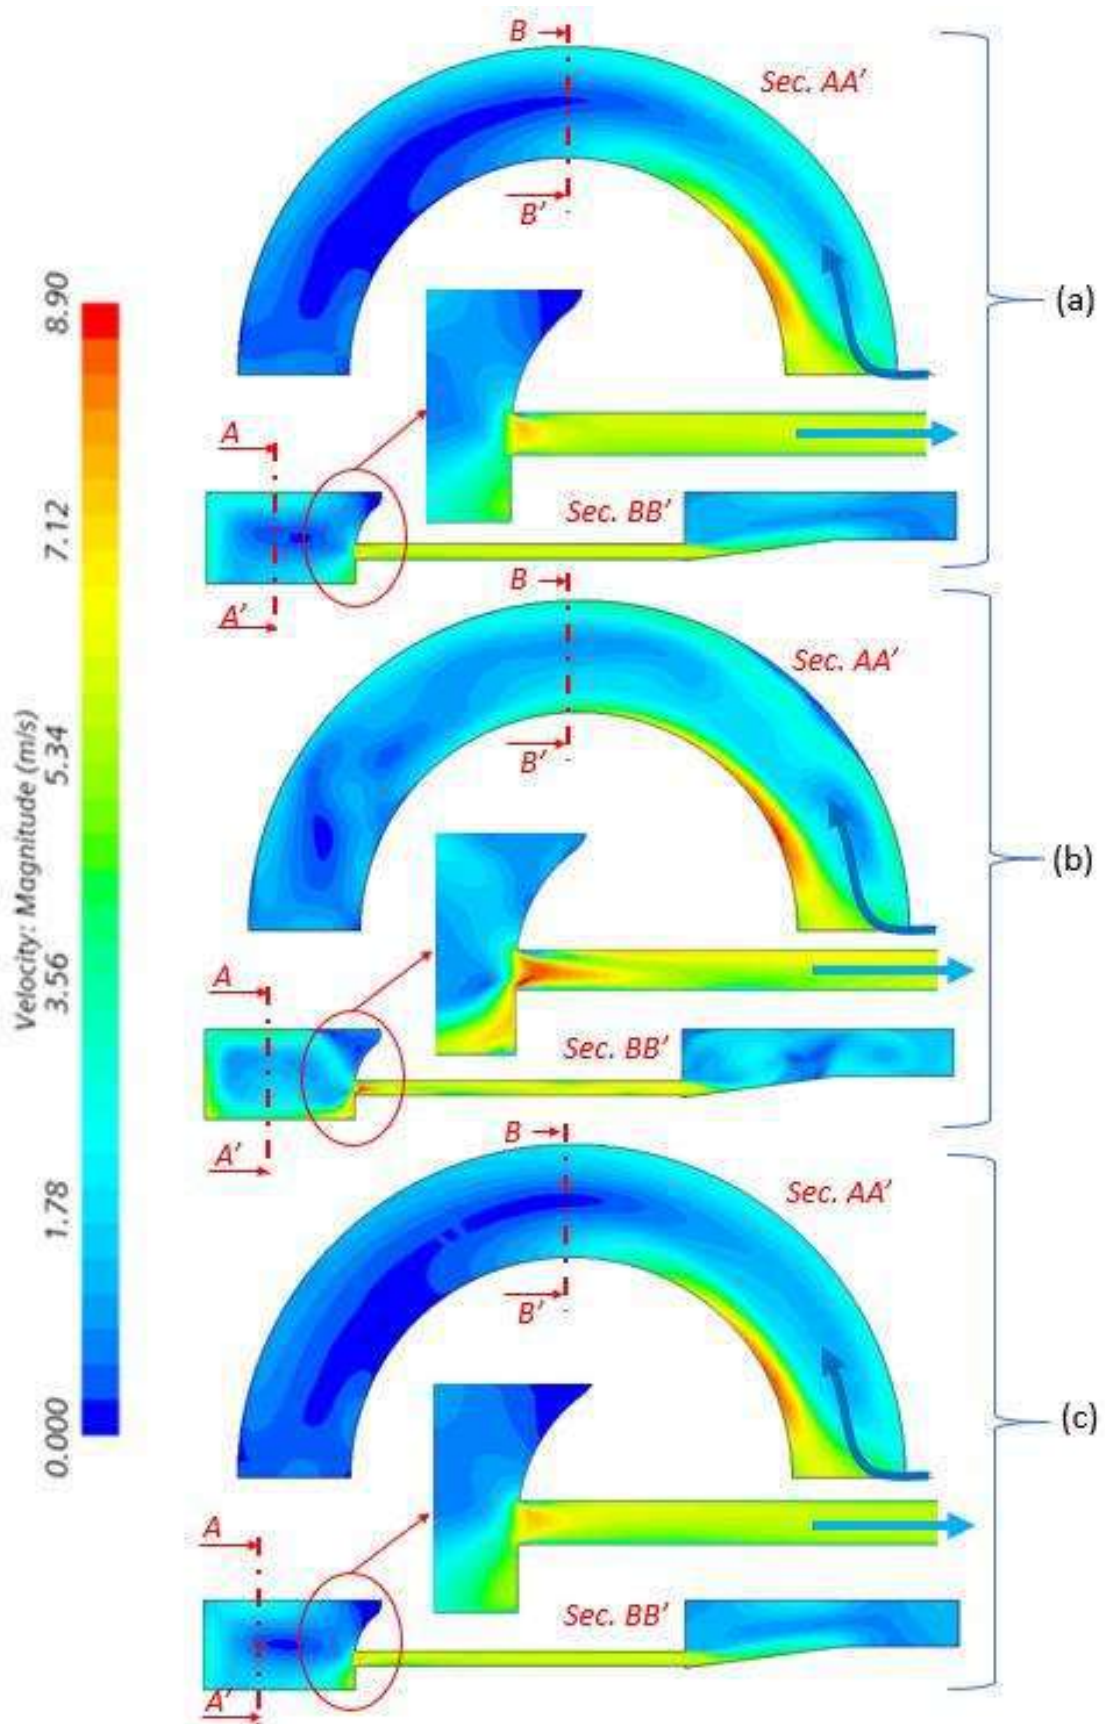 B
Sec. AA'
B'
(a)
A
Sec. BB'
A'
B
Sec. AA'
B'
(b)
A
Sec. BB'
A'
B
Sec. AA'
B'
(c)
A
Sec. BB'
A'
Velocity: Magnitude (m/s)
0.000
1.78
3.56
5.34
7.12
8.90